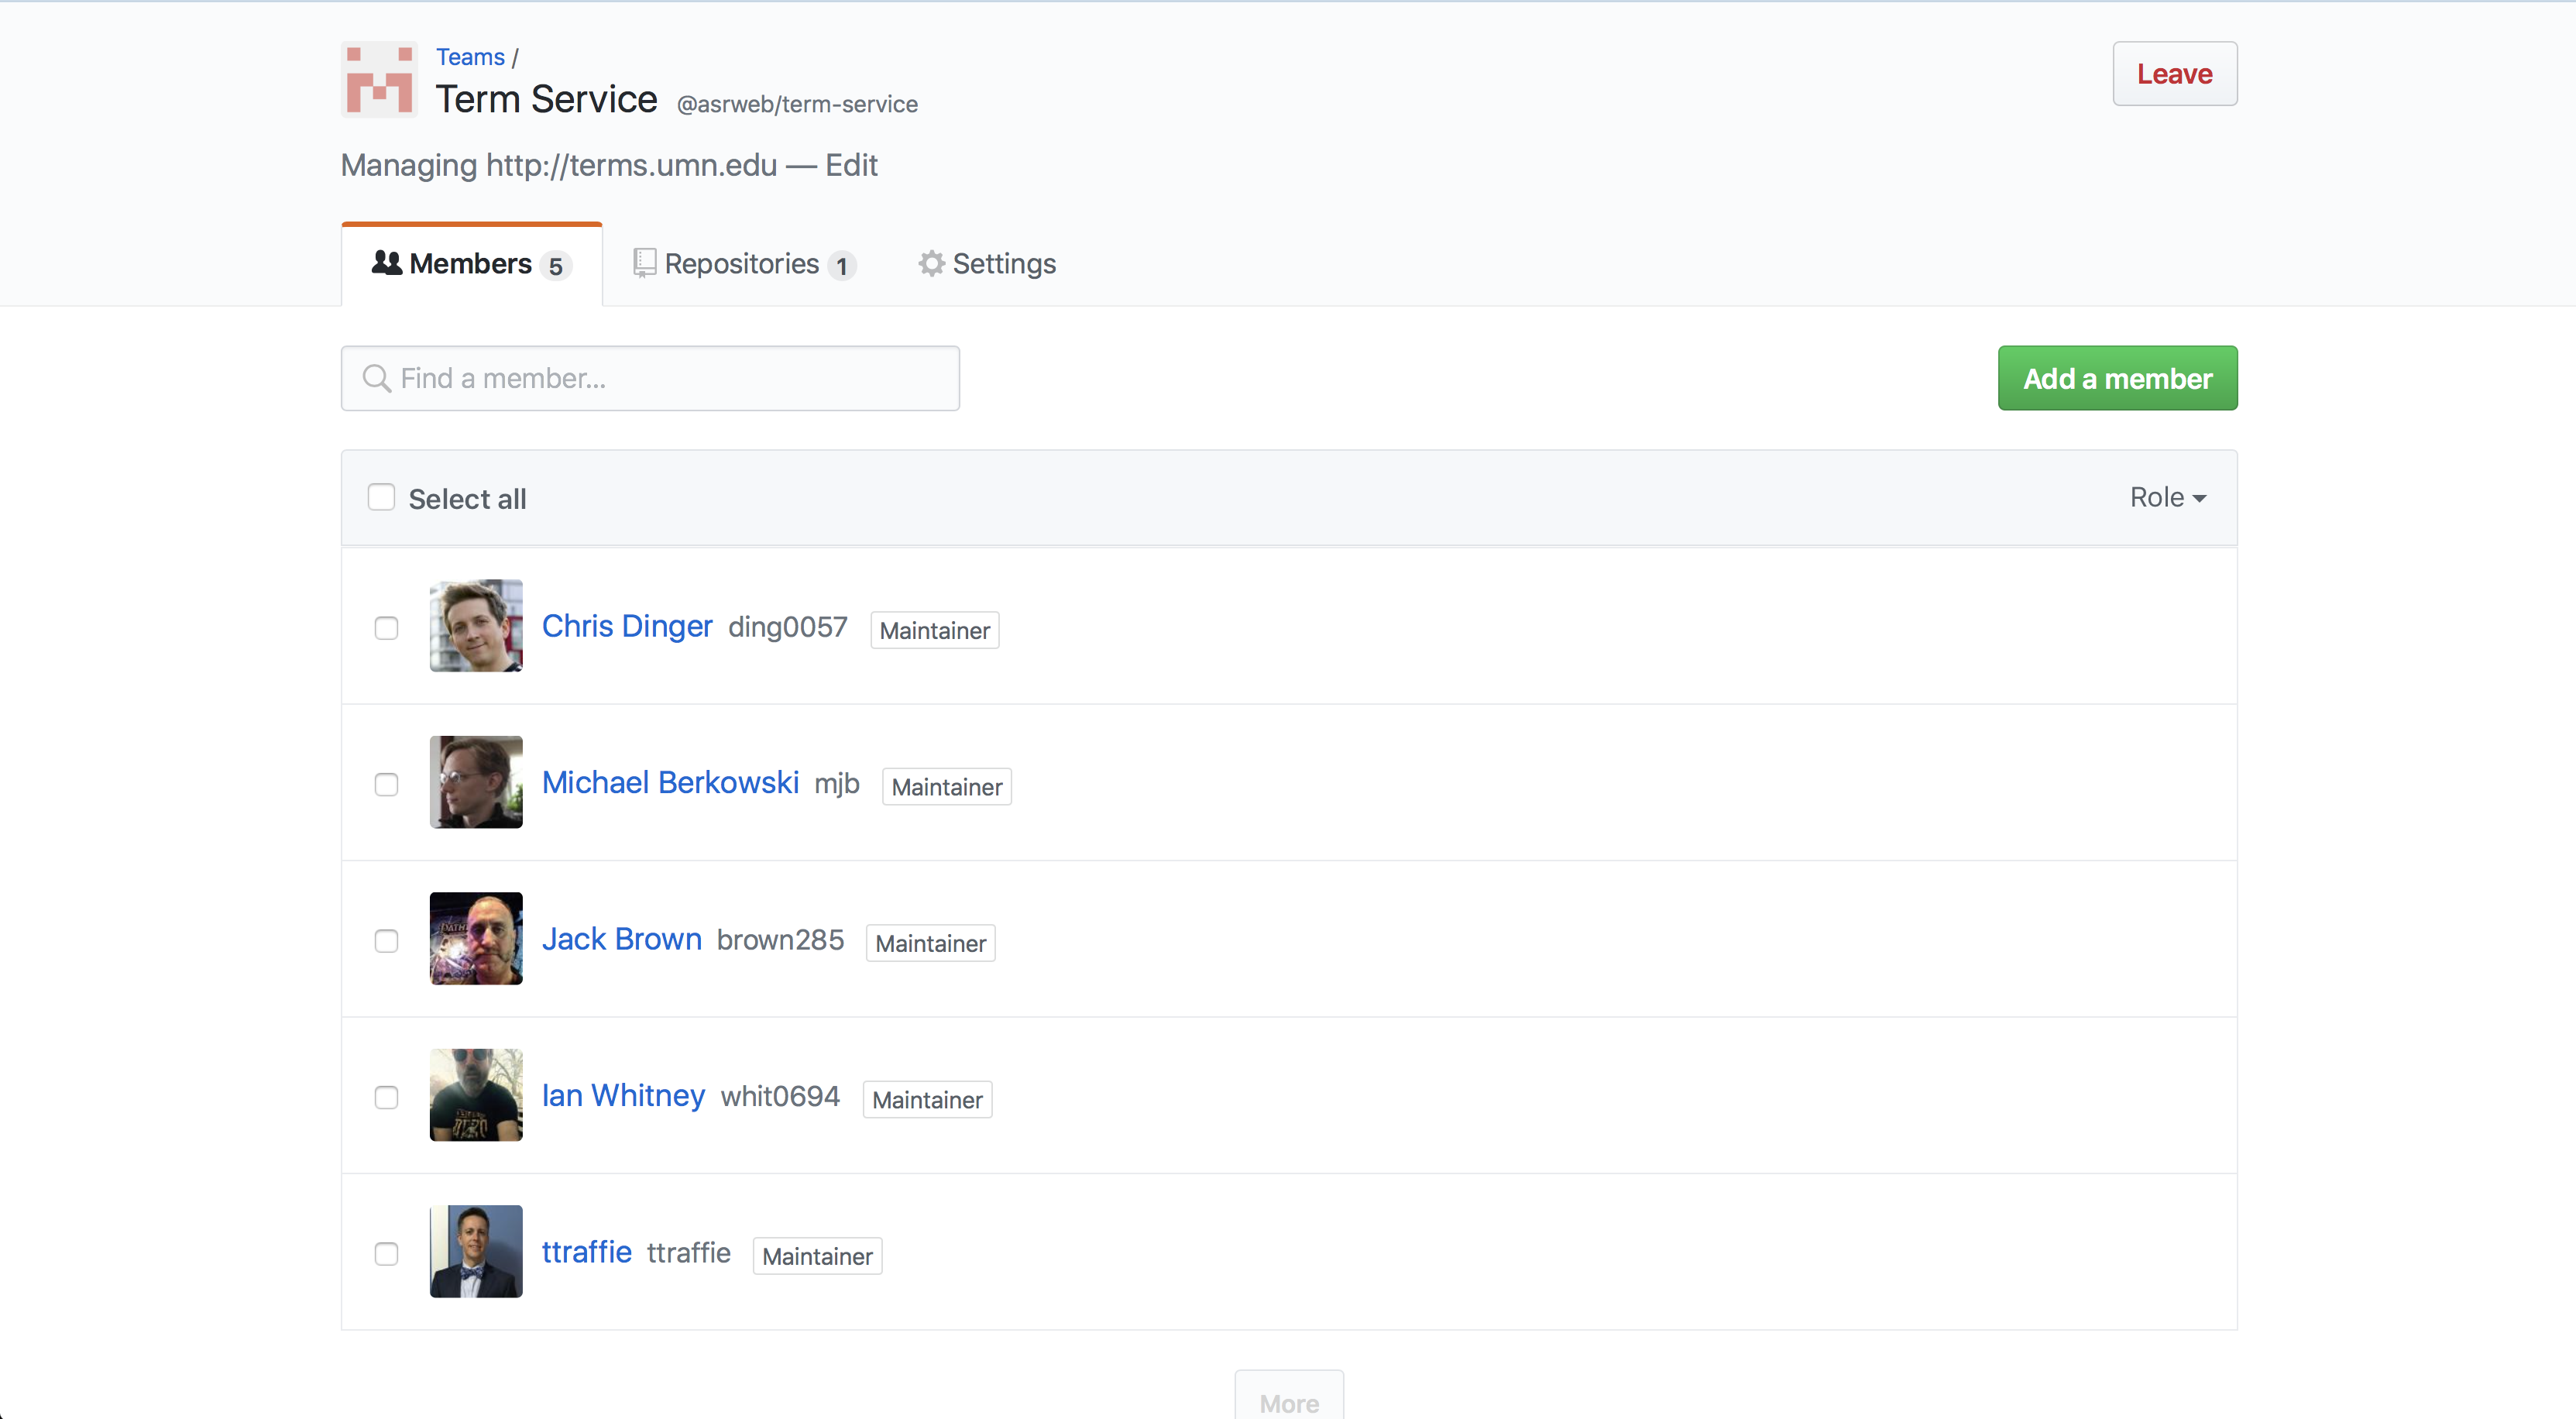 Teams /
Leave
Term Service @asrweb/term-service
Managing http://terms.umn.edu — Edit
Members 5 Repositories 1 Settings
Find a member...
Add a member
Select all Role
Chris Dinger ding0057 Maintainer
Michael Berkowski mjb Maintainer
Jack Brown brown285 Maintainer
Ian Whitney whit0694 Maintainer
ttraffie ttraffie Maintainer
More